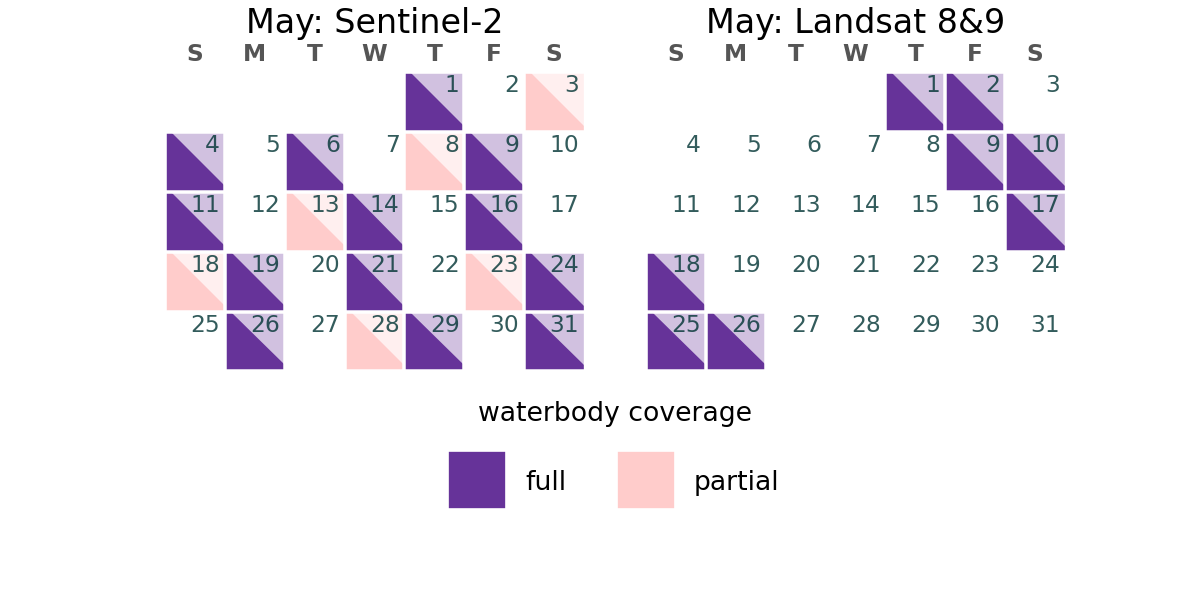 May: Sentinel-2
S M T W T F S
1 2 3
4 5 6 7 8 9 10
11 12 13 14 15 16 17
18 19 20 21 22 23 24
25 26 27 28 29 30 31
May: Landsat 8&9
S M T W T F S
1 2 3
4 5 6 7 8 9 10
11 12 13 14 15 16 17
18 19 20 21 22 23 24
25 26 27 28 29 30 31
waterbody coverage
full
partial